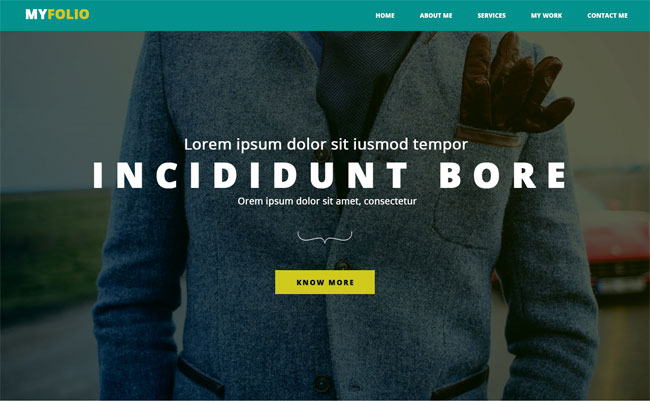 MYFOLIO
HOME ABOUT ME SERVICES MY WORK CONTACT ME
Lorem ipsum dolor sit iusmod tempor
INCIDIDUNT BORE
Orem ipsum dolor sit amet, consectetur
KNOW MORE